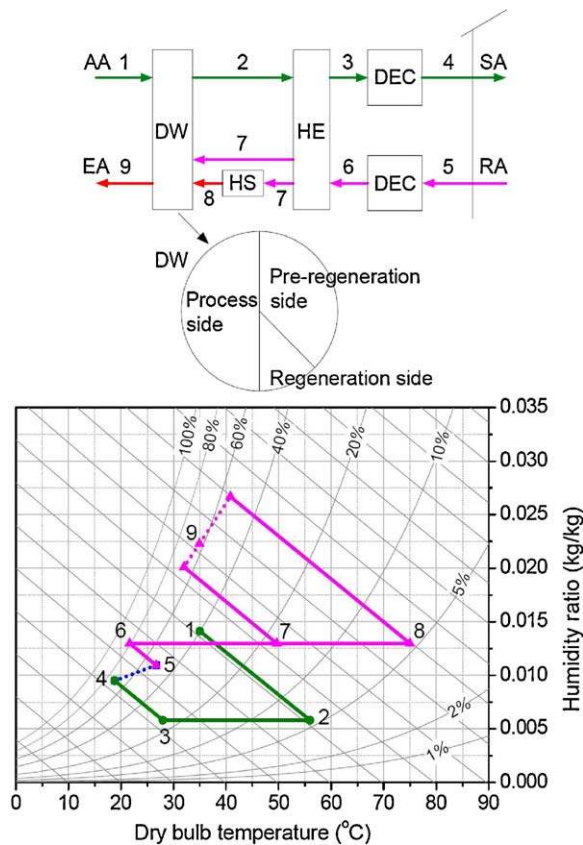 AA 1 2 3 4 SA
DEC
DW HE
7
EA 9 8 HS 7 6 DEC 5 RA
DW
Pre-regeneration
side
Process
side
Regeneration side
100%
80%
60%
40%
20%
10%
5%
2%
1%
9
6 1 7 8
5
4
3 2
0.035
0.030
0.025
0.020
0.015
0.010
0.005
0.000
Humidity ratio (kg/kg)
0 10 20 30 40 50 60 70 80 90
Dry bulb temperature (°C)